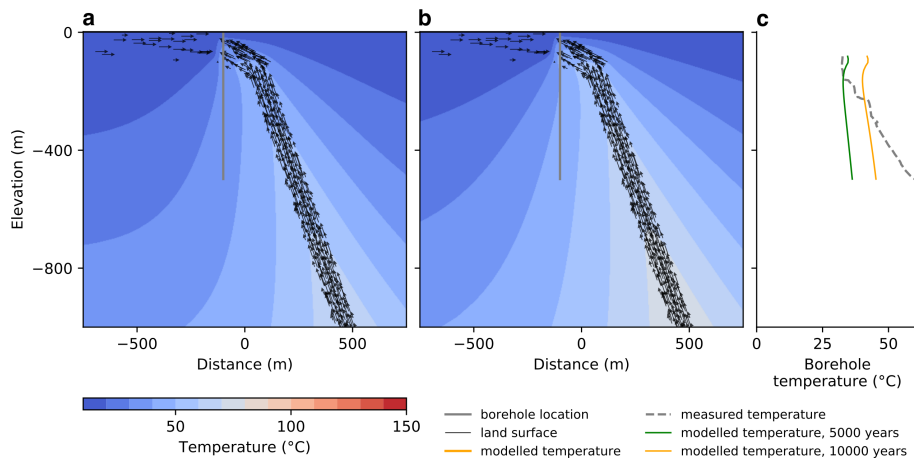 a
b
c
0
−400
−800
Elevation (m)
−500
0
500
Distance (m)
−500
0
500
Distance (m)
0
25
50
Borehole
temperature (°C)
50
100
150
Temperature (°C)
borehole location
land surface
modelled temperature
measured temperature
modelled temperature, 5000 years
modelled temperature, 10000 years